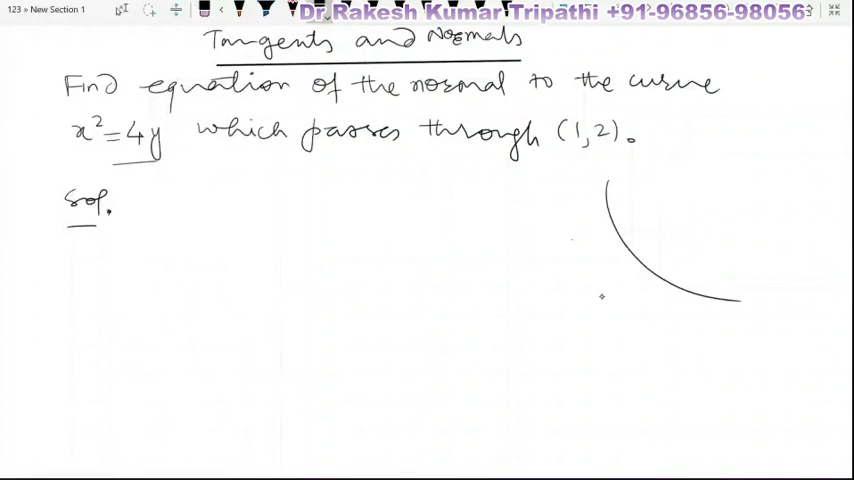 123 » New Section 1
Dr.Rakesh Kumar Tripathi +91-96856-98056
Tangents and Normals
Find equation of the normal to the curve
x² = 4y which passes through (1, 2).
Sol.